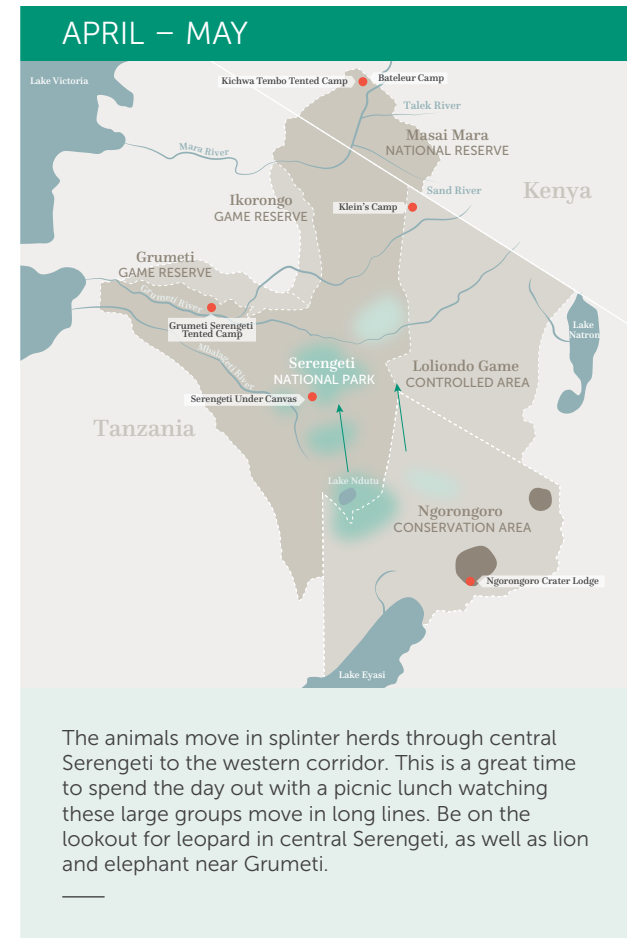 APRIL – MAY
Lake Victoria
Kichwa Tembo Tented Camp
Bateleur Camp
Talek River
Masai Mara
NATIONAL RESERVE
Mara River
Ikorongo
GAME RESERVE
Klein's Camp
Sand River
Kenya
Grumeti
GAME RESERVE
Grumeti River
Grumeti Serengeti
Tented Camp
Lake
Natron
Mbalageti River
Serengeti
NATIONAL PARK
Loliondo Game
CONTROLLED AREA
Serengeti Under Canvas
Tanzania
Lake Ndutu
Ngorongoro
CONSERVATION AREA
Ngorongoro Crater Lodge
Lake Eyasi
The animals move in splinter herds through central
Serengeti to the western corridor. This is a great time
to spend the day out with a picnic lunch watching
these large groups move in long lines. Be on the
lookout for leopard in central Serengeti, as well as lion
and elephant near Grumeti.